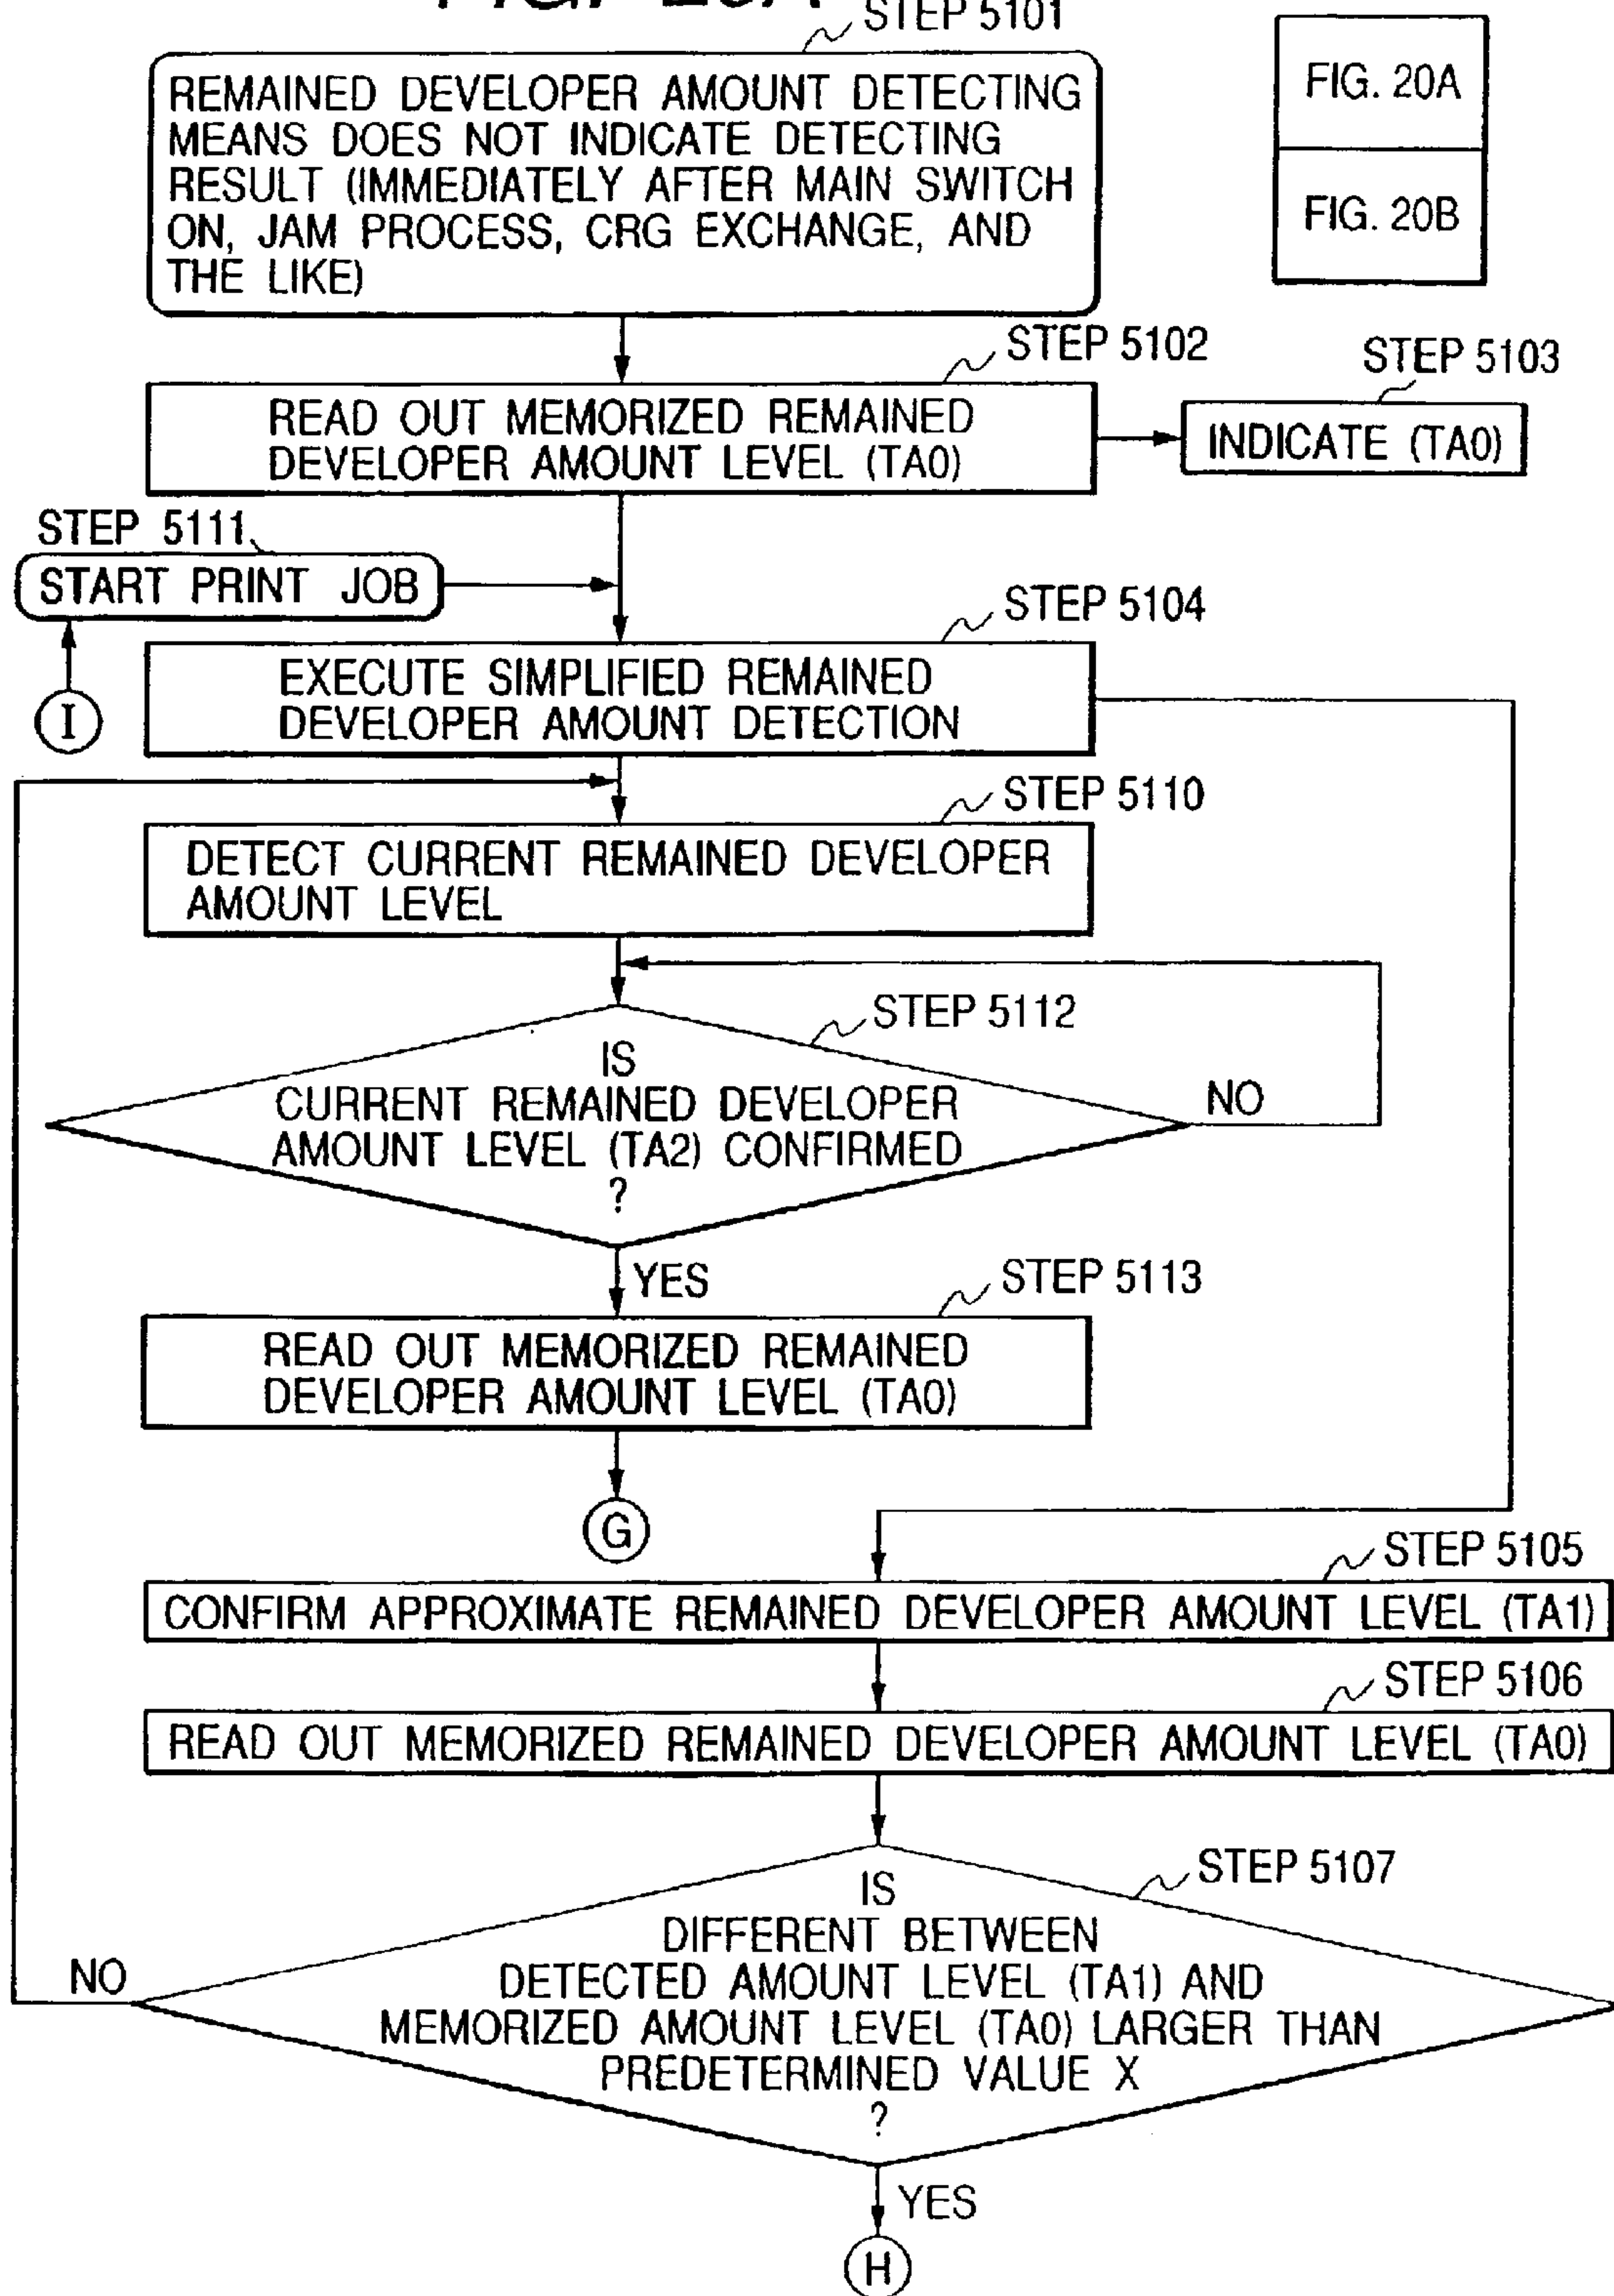 FIG. 20A
STEP 5101
REMAINED DEVELOPER AMOUNT DETECTING
MEANS DOES NOT INDICATE DETECTING
RESULT (IMMEDIATELY AFTER MAIN SWITCH
ON, JAM PROCESS, CRG EXCHANGE, AND
THE LIKE)
FIG. 20A
FIG. 20B
STEP 5102
READ OUT MEMORIZED REMAINED
DEVELOPER AMOUNT LEVEL (TA0)
STEP 5103
INDICATE (TA0)
STEP 5111
START PRINT JOB
I
STEP 5104
EXECUTE SIMPLIFIED REMAINED
DEVELOPER AMOUNT DETECTION
STEP 5110
DETECT CURRENT REMAINED DEVELOPER
AMOUNT LEVEL
STEP 5112
IS
CURRENT REMAINED DEVELOPER
AMOUNT LEVEL (TA2) CONFIRMED
?
NO
YES
STEP 5113
READ OUT MEMORIZED REMAINED
DEVELOPER AMOUNT LEVEL (TA0)
G
STEP 5105
CONFIRM APPROXIMATE REMAINED DEVELOPER AMOUNT LEVEL (TA1)
STEP 5106
READ OUT MEMORIZED REMAINED DEVELOPER AMOUNT LEVEL (TA0)
STEP 5107
IS
DIFFERENT BETWEEN
DETECTED AMOUNT LEVEL (TA1) AND
MEMORIZED AMOUNT LEVEL (TA0) LARGER THAN
PREDETERMINED VALUE X
?
NO
YES
H